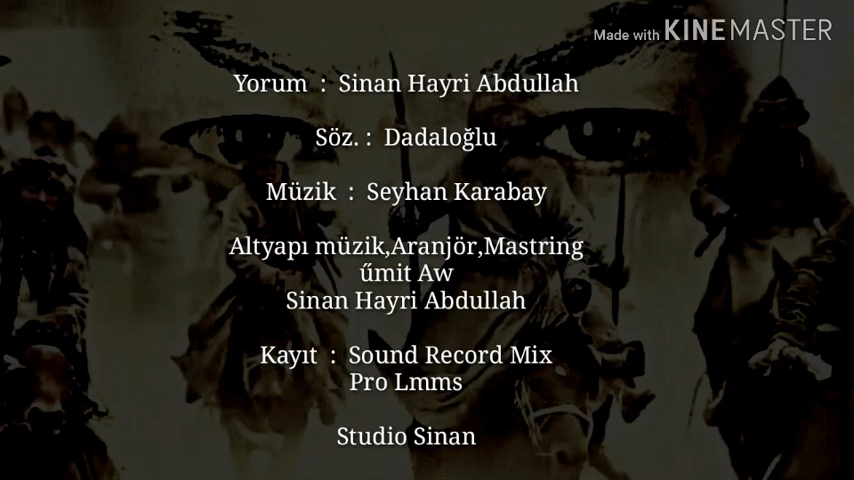 Made with KINEMASTER
Yorum : Sinan Hayri Abdullah
Söz. : Dadaloğlu
Müzik : Seyhan Karabay
Altyapı müzik,Aranjör,Mastring
űmit Aw
Sinan Hayri Abdullah
Kayıt : Sound Record Mix
Pro Lmms
Studio Sinan